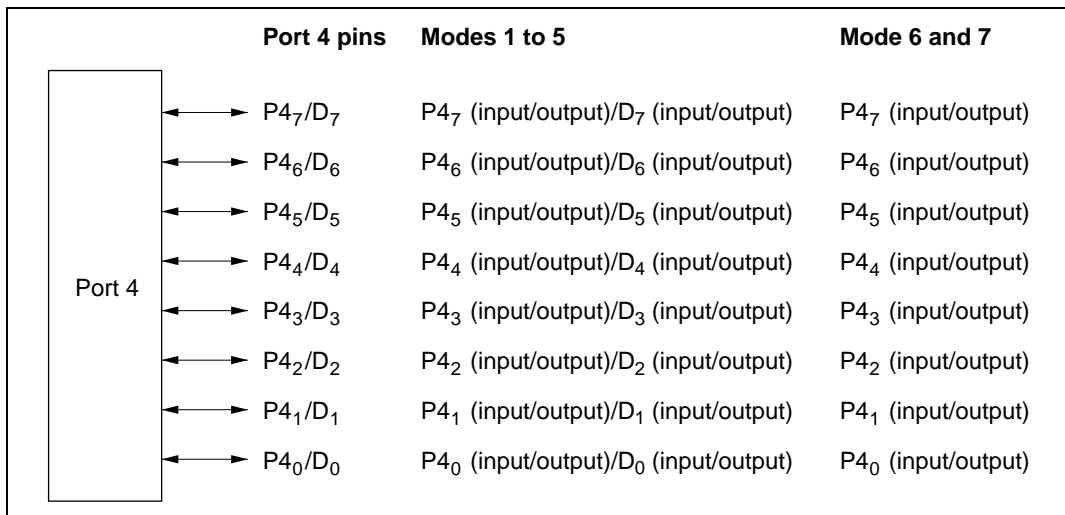 Port 4 pins Modes 1 to 5 Mode 6 and 7
P4₇/D₇ P4₇ (input/output)/D₇ (input/output) P4₇ (input/output)
P4₆/D₆ P4₆ (input/output)/D₆ (input/output) P4₆ (input/output)
P4₅/D₅ P4₅ (input/output)/D₅ (input/output) P4₅ (input/output)
P4₄/D₄ P4₄ (input/output)/D₄ (input/output) P4₄ (input/output)
Port 4
P4₃/D₃ P4₃ (input/output)/D₃ (input/output) P4₃ (input/output)
P4₂/D₂ P4₂ (input/output)/D₂ (input/output) P4₂ (input/output)
P4₁/D₁ P4₁ (input/output)/D₁ (input/output) P4₁ (input/output)
P4₀/D₀ P4₀ (input/output)/D₀ (input/output) P4₀ (input/output)